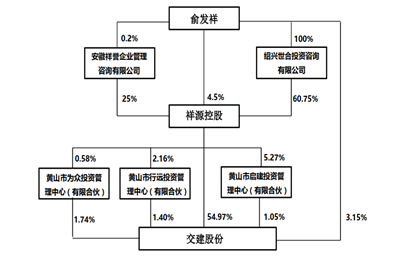 俞发祥
0.2%
100%
安徽祥誉企业管理
咨询有限公司
绍兴世合投资咨询
有限公司
25%
4.5%
60.75%
祥源控股
0.58%
2.16%
5.27%
黄山市为众投资管
理中心（有限合伙）
黄山市行远投资管
理中心（有限合伙）
黄山市启建投资管
理中心（有限合伙）
1.74%
1.40%
54.97%
1.05%
3.15%
交建股份